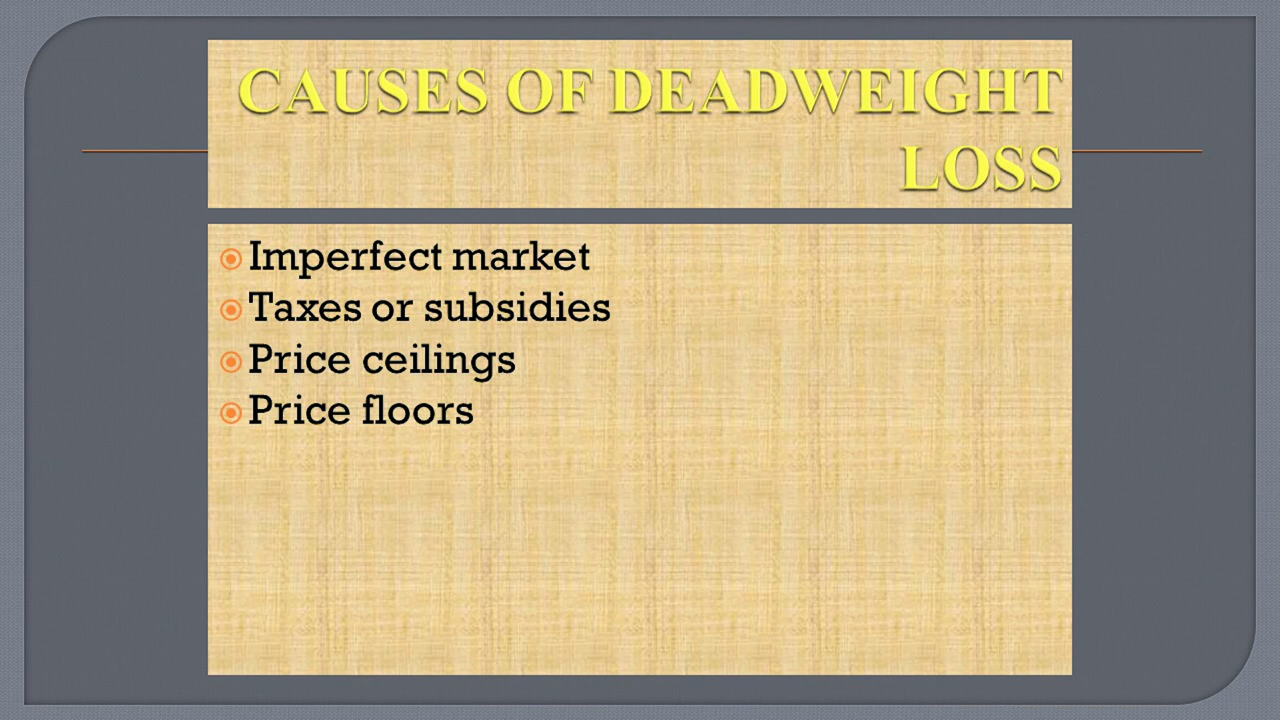 CAUSES OF DEADWEIGHT
LOSS
Imperfect market
Taxes or subsidies
Price ceilings
Price floors